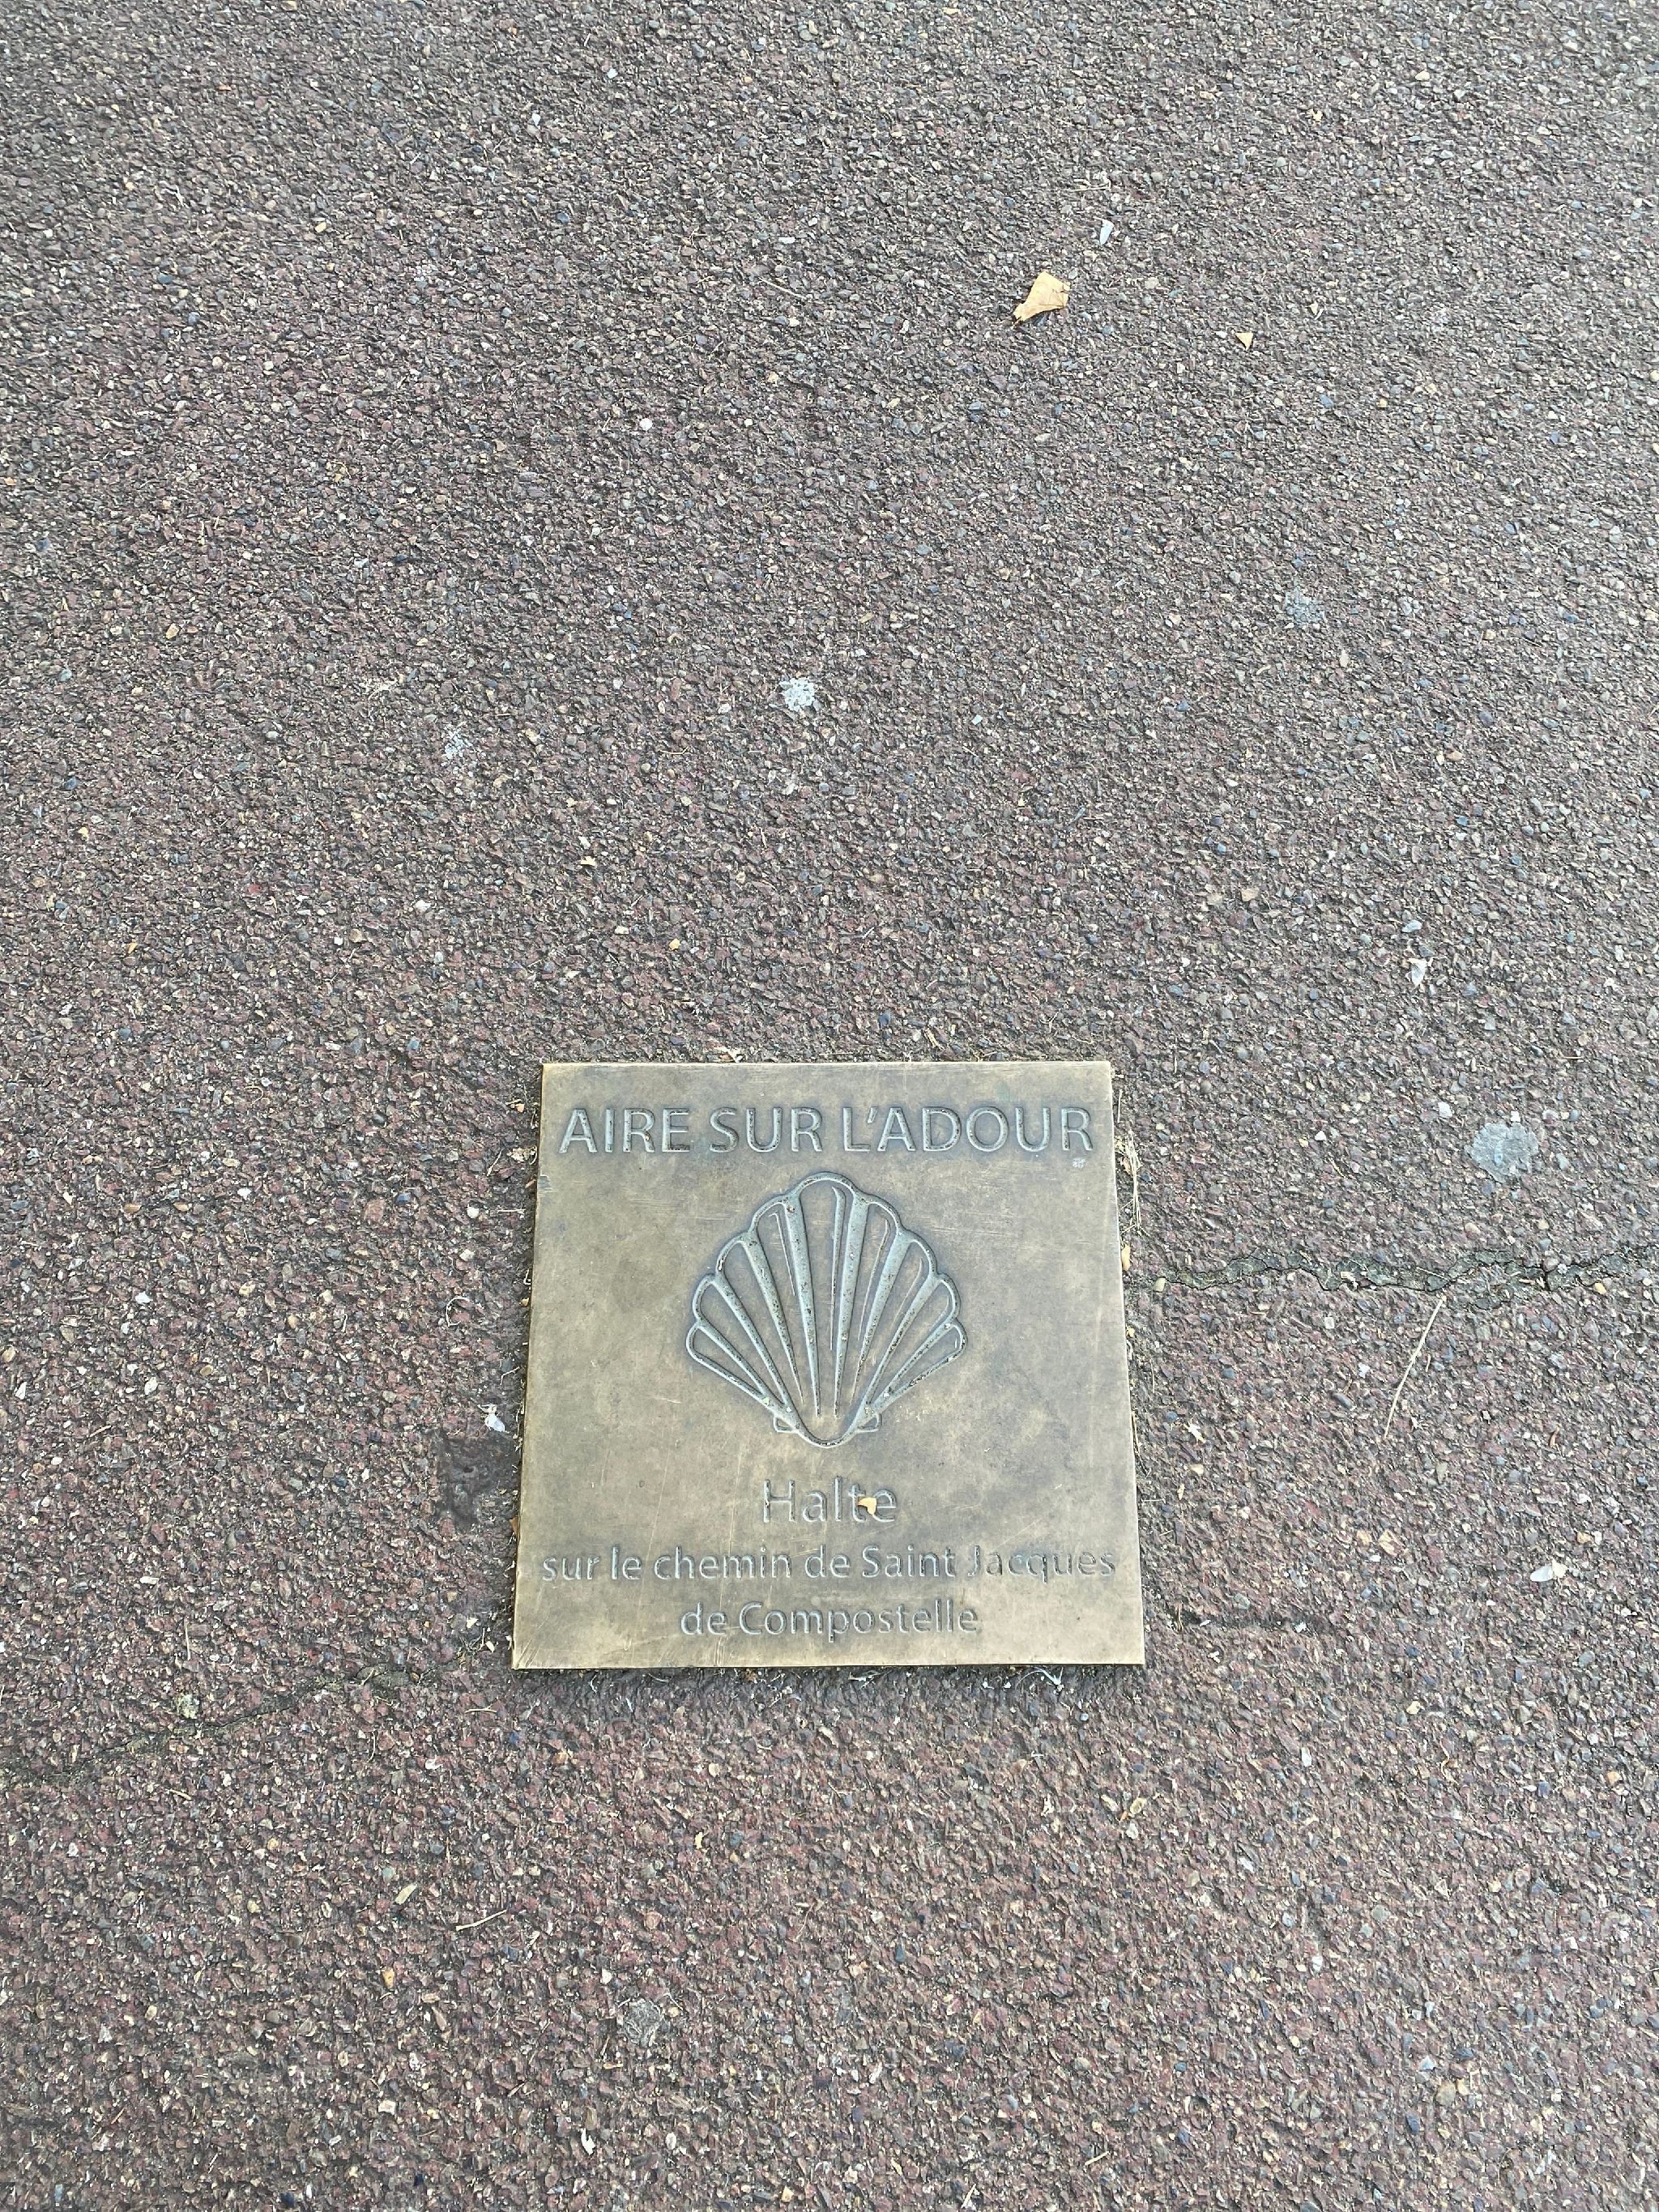 AIRE SUR L'ADOUR
Halte
sur le chemin de Saint Jacques
de Compostelle